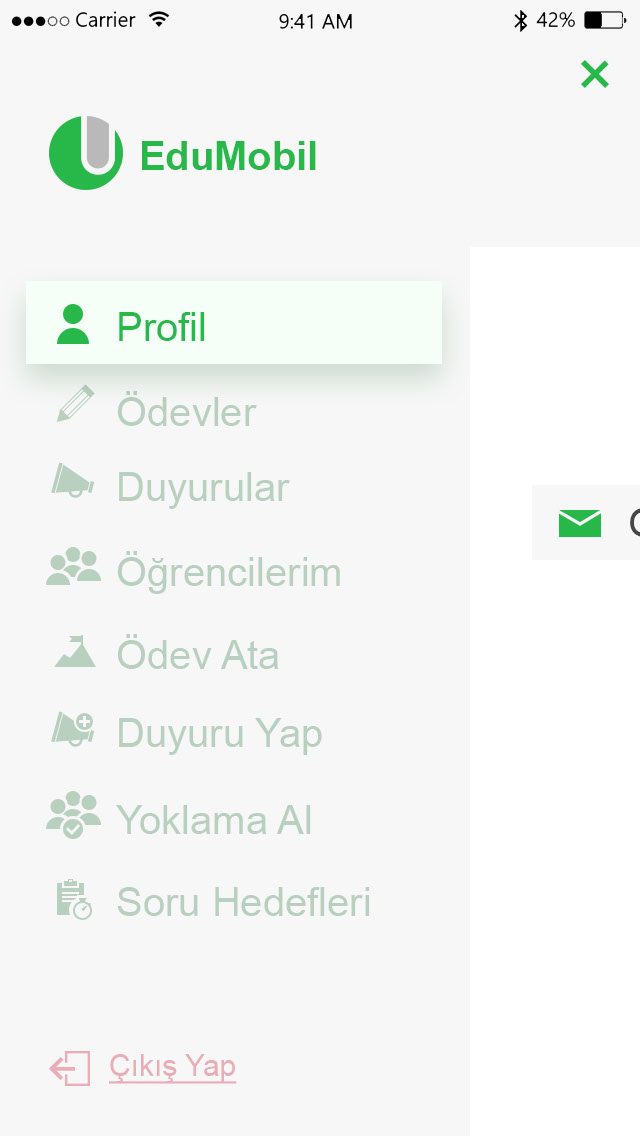 Carrier 9:41 AM 42%
EduMobil
Profil
Ödevler
Duyurular
Öğrencilerim
Ödev Ata
Duyuru Yap
Yoklama Al
Soru Hedefleri
Çıkış Yap